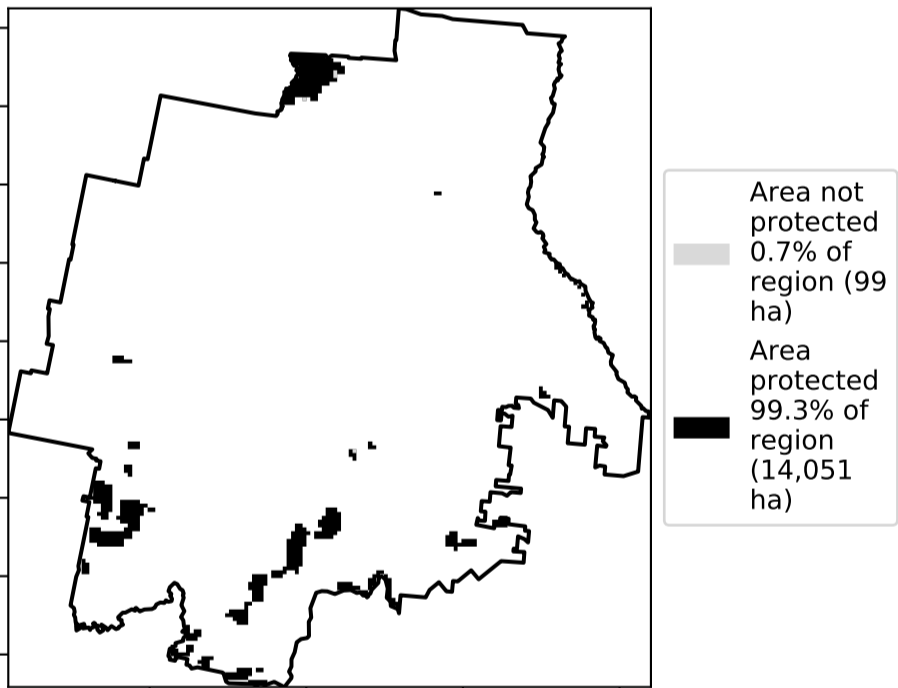 Area not
protected
0.7% of
region (99
ha)
Area
protected
99.3% of
region
(14,051
ha)